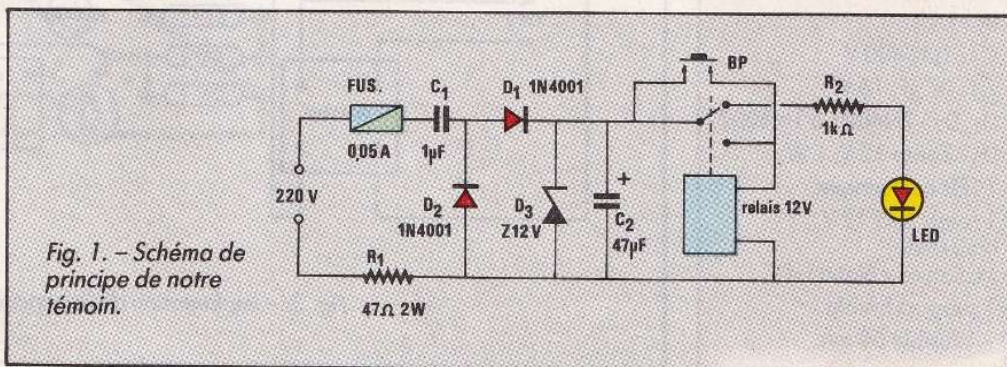 FUS.
0,05 A
C1
1µF
D1 1N4001
BP
R2
1kΩ
220 V
D2
1N4001
D3
Z12V
+
C2
47µF
relais 12V
LED
R1
47Ω 2W
Fig. 1. – Schéma de
principe de notre
témoin.